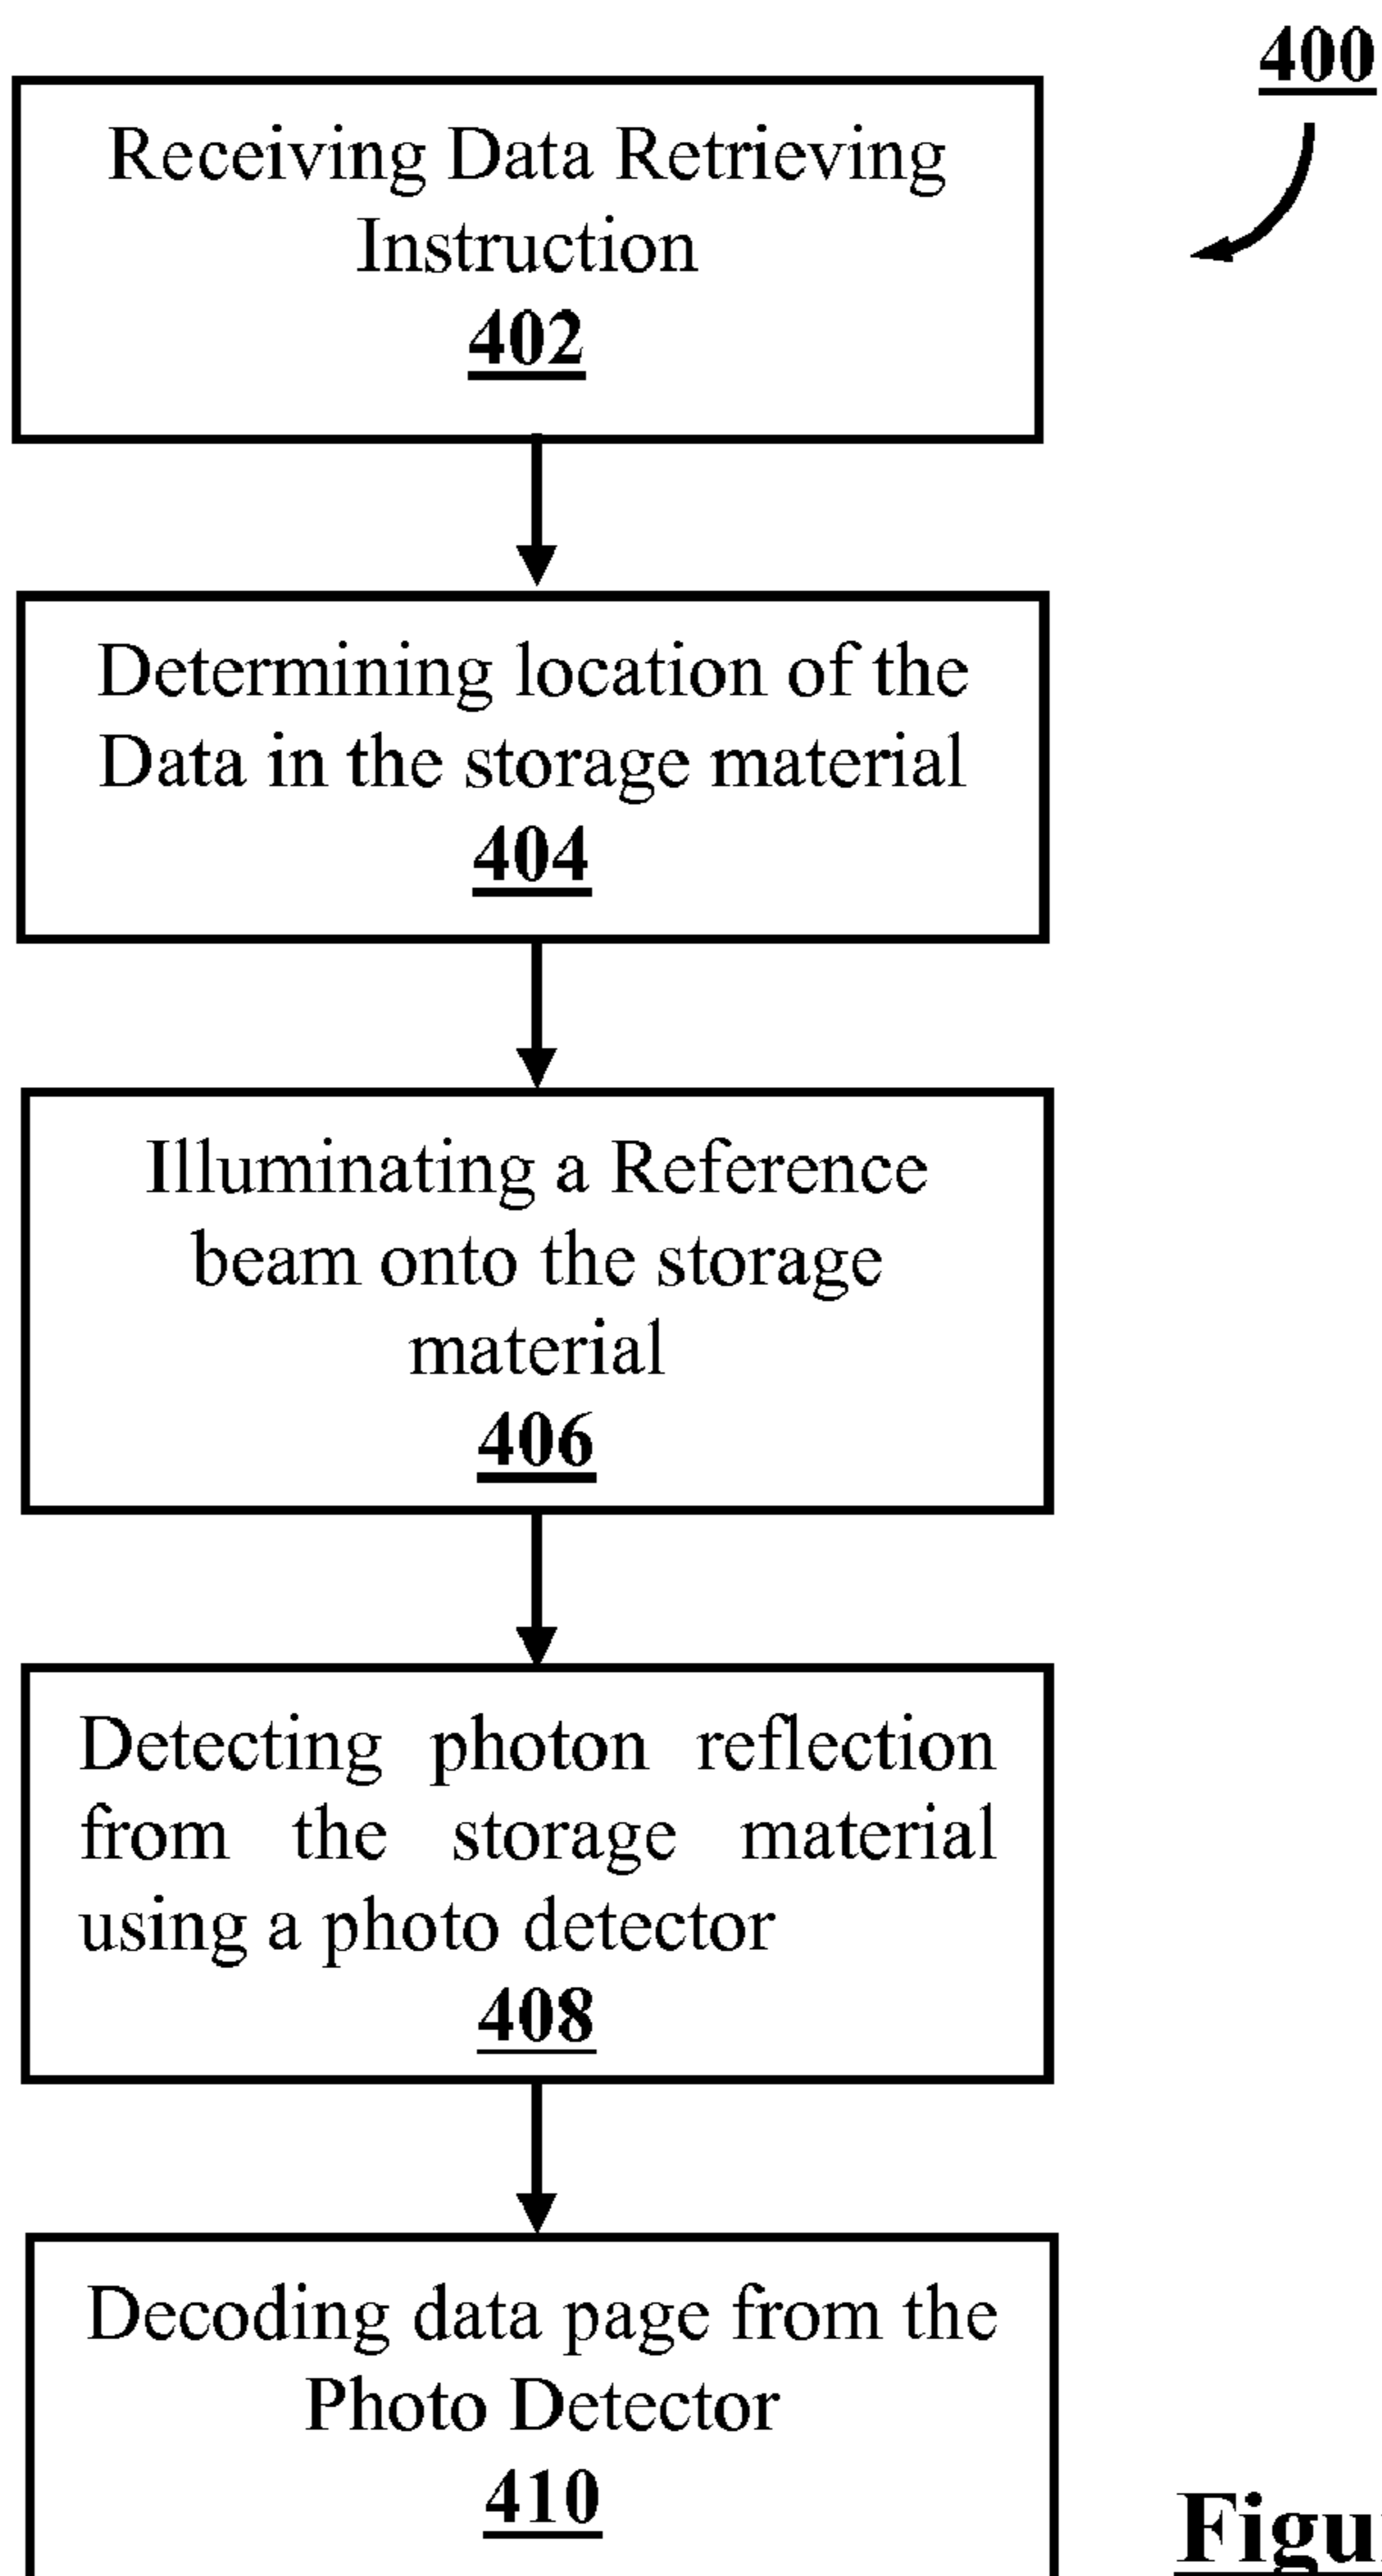 400
Receiving Data Retrieving
Instruction
402
Determining location of the
Data in the storage material
404
Illuminating a Reference
beam onto the storage
material
406
Detecting photon reflection
from the storage material
using a photo detector
408
Decoding data page from the
Photo Detector
410